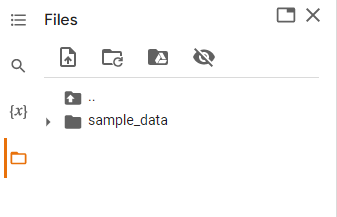 Files
..
{x}
sample_data